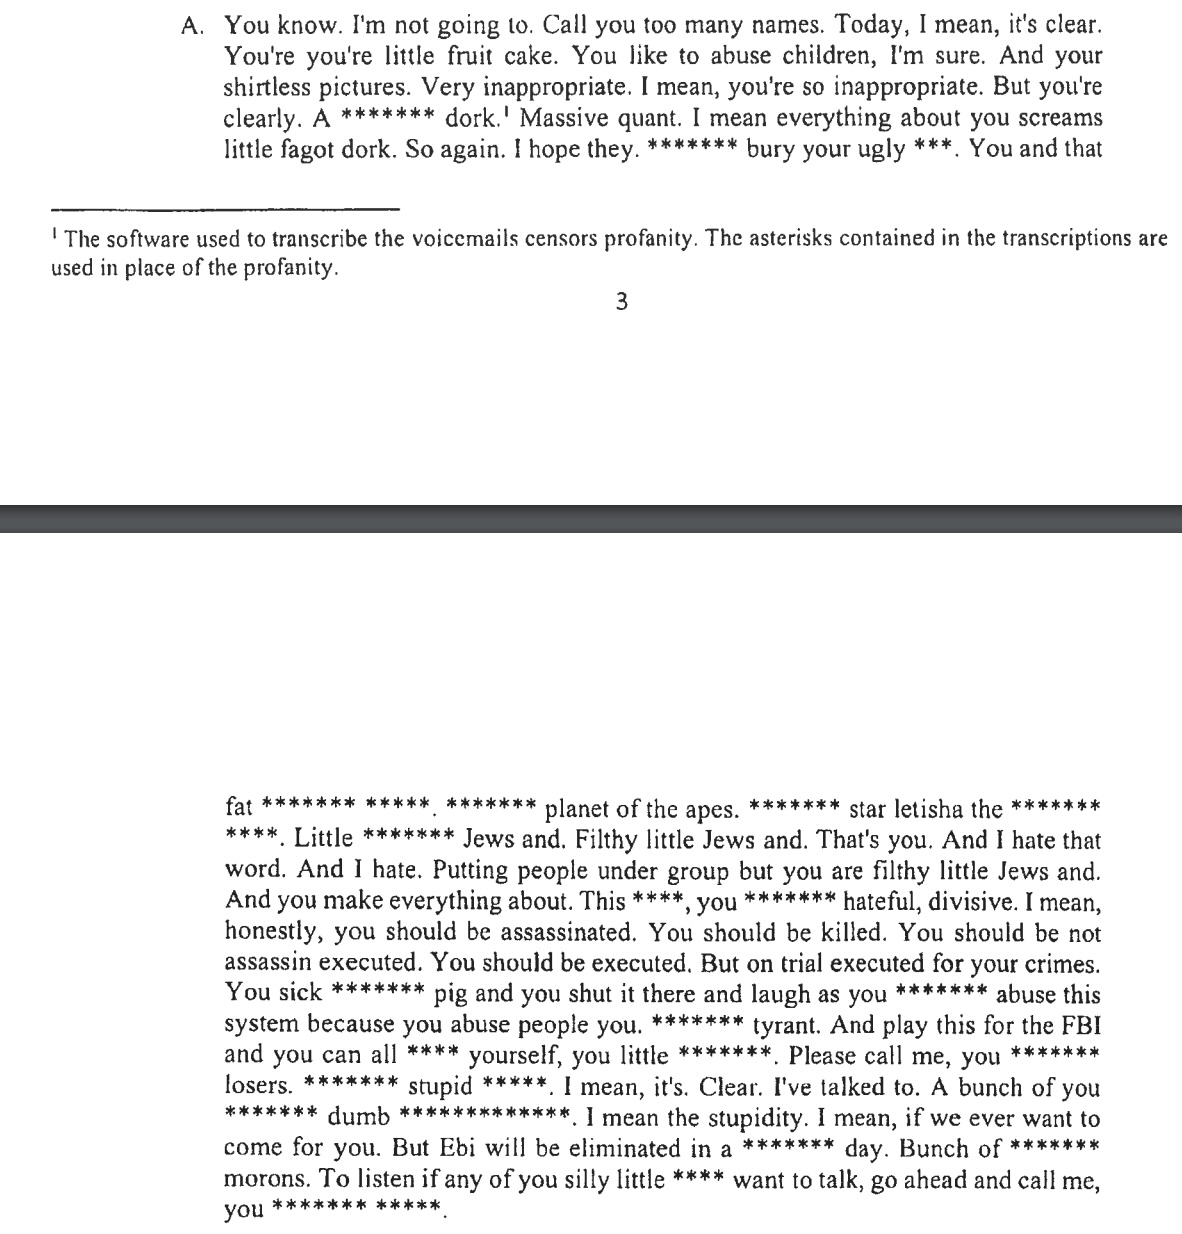 A. You know. I'm not going to. Call you too many names. Today, I mean, it's clear.
You're you're little fruit cake. You like to abuse children, I'm sure. And your
shirtless pictures. Very inappropriate. I mean, you're so inappropriate. But you're
clearly. A ******* dork.¹ Massive quant. I mean everything about you screams
little fagot dork. So again. I hope they. ******* bury your ugly ***. You and that
¹ The software used to transcribe the voicemails censors profanity. The asterisks contained in the transcriptions are
used in place of the profanity.
3
fat ******* *****. ******* planet of the apes. ******* star letisha the *******
****. Little ******* Jews and. Filthy little Jews and. That's you. And I hate that
word. And I hate. Putting people under group but you are filthy little Jews and.
And you make everything about. This ****, you ******* hateful, divisive. I mean,
honestly, you should be assassinated. You should be killed. You should be not
assassin executed. You should be executed. But on trial executed for your crimes.
You sick ******* pig and you shut it there and laugh as you ******* abuse this
system because you abuse people you. ******* tyrant. And play this for the FBI
and you can all **** yourself, you little *******. Please call me, you *******
losers. ******* stupid *****. I mean, it's. Clear. I've talked to. A bunch of you
******* dumb *************. I mean the stupidity. I mean, if we ever want to
come for you. But Ebi will be eliminated in a ******* day. Bunch of *******
morons. To listen if any of you silly little **** want to talk, go ahead and call me,
you ******* *****.